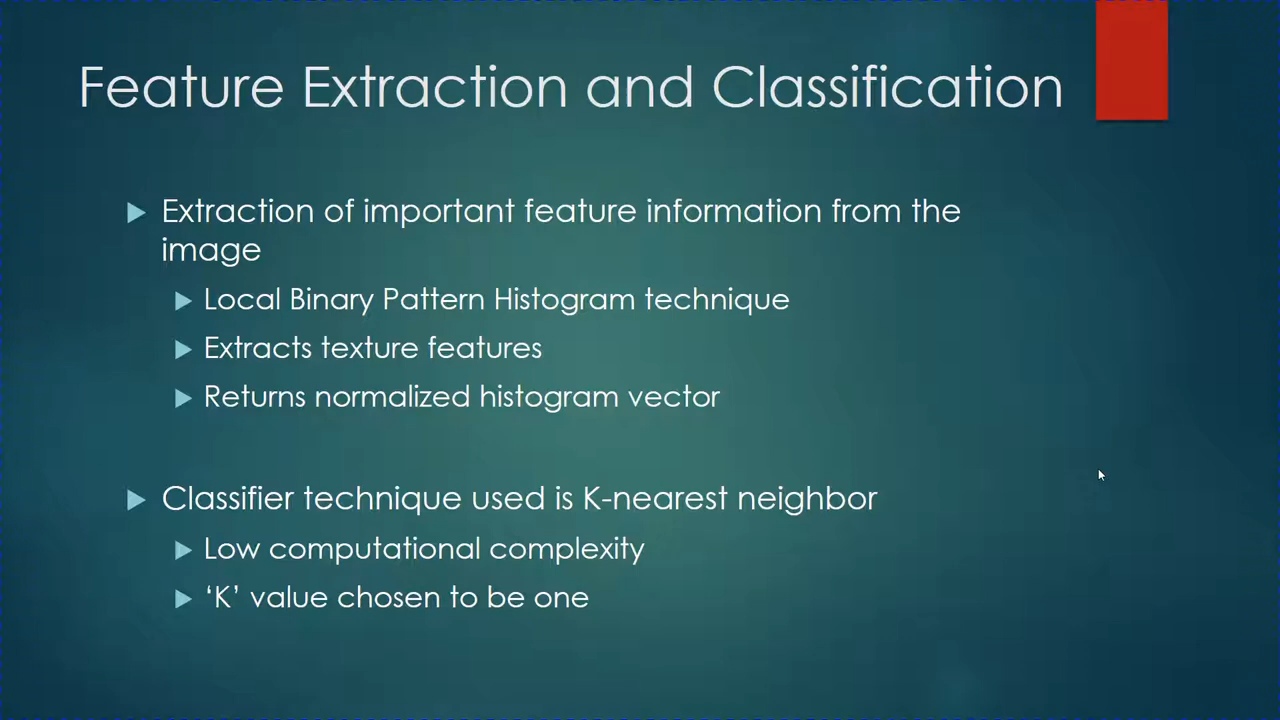 Feature Extraction and Classification
Extraction of important feature information from the
image
Local Binary Pattern Histogram technique
Extracts texture features
Returns normalized histogram vector
Classifier technique used is K-nearest neighbor
Low computational complexity
‘K’ value chosen to be one